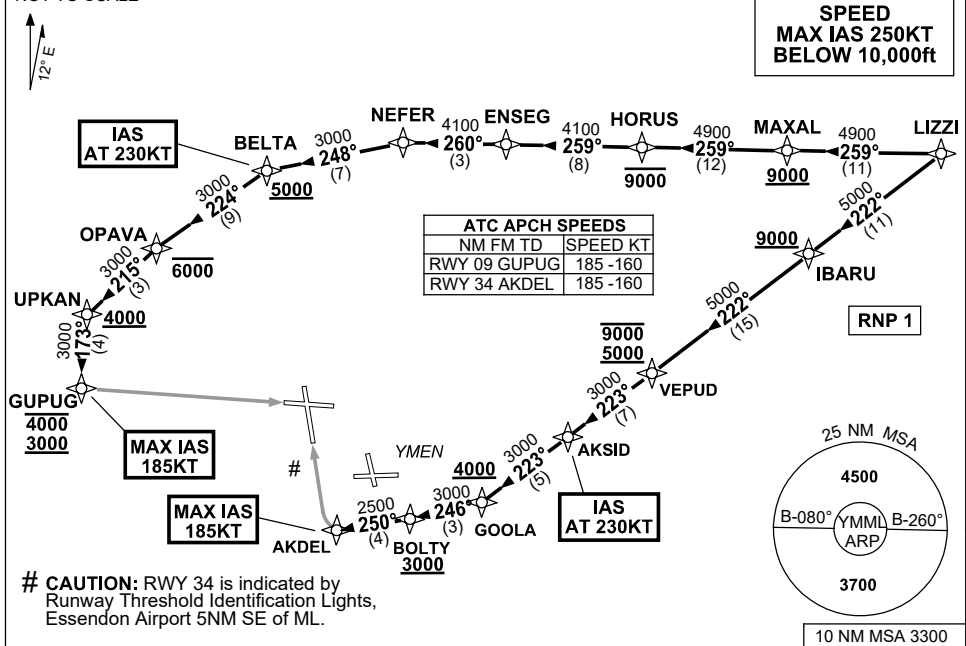 SPEED
MAX IAS 250KT
BELOW 10,000ft
12° E
IAS
AT 230KT
BELTA
5000
3000
248°
(7)
NEFER
4100
260°
(3)
ENSEG
4100
259°
(8)
HORUS
9000
4900
259°
(12)
MAXAL
9000
4900
259°
(11)
LIZZI
3000
224°
(9)
OPAVA
6000
3000
215°
(3)
UPKAN
4000
3000
173°
(4)
GUPUG
4000
3000
MAX IAS
185KT
ATC APCH SPEEDS
NM FM TD SPEED KT
RWY 09 GUPUG 185 -160
RWY 34 AKDEL 185 -160
5000
222°
(11)
9000
IBARU
5000
222°
(15)
RNP 1
9000
5000
VEPUD
3000
223°
(7)
AKSID
IAS
AT 230KT
3000
223°
(5)
4000
GOOLA
3000
246°
(3)
BOLTY
3000
2500
250°
(4)
AKDEL
MAX IAS
185KT
#
YMEN
25 NM MSA
4500
B-080°
YMML
ARP
B-260°
3700
10 NM MSA 3300
# CAUTION: RWY 34 is indicated by
Runway Threshold Identification Lights,
Essendon Airport 5NM SE of ML.